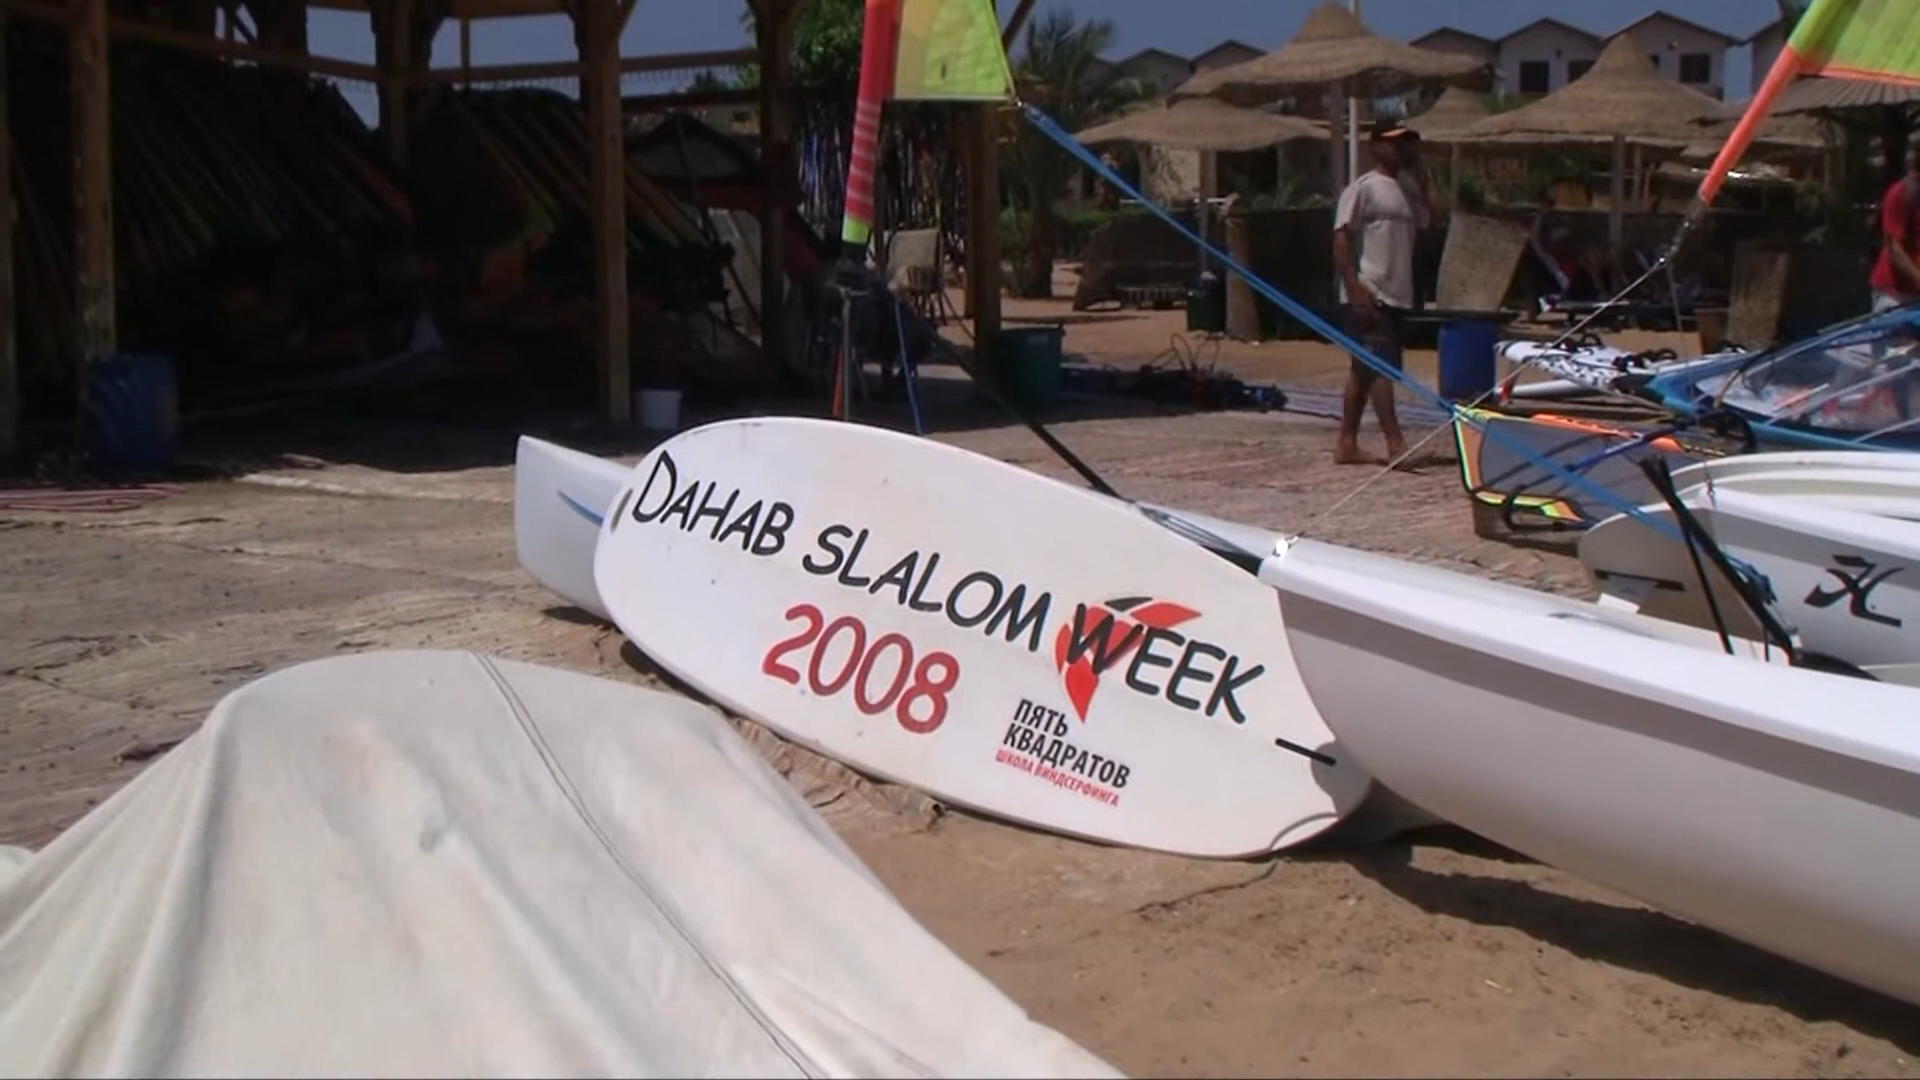 DAHAB SLALOM WEEK
2008
ПЯТЬ
КВАДРАТОВ
ШКОЛА ВИНДСЕРФИНГА
H